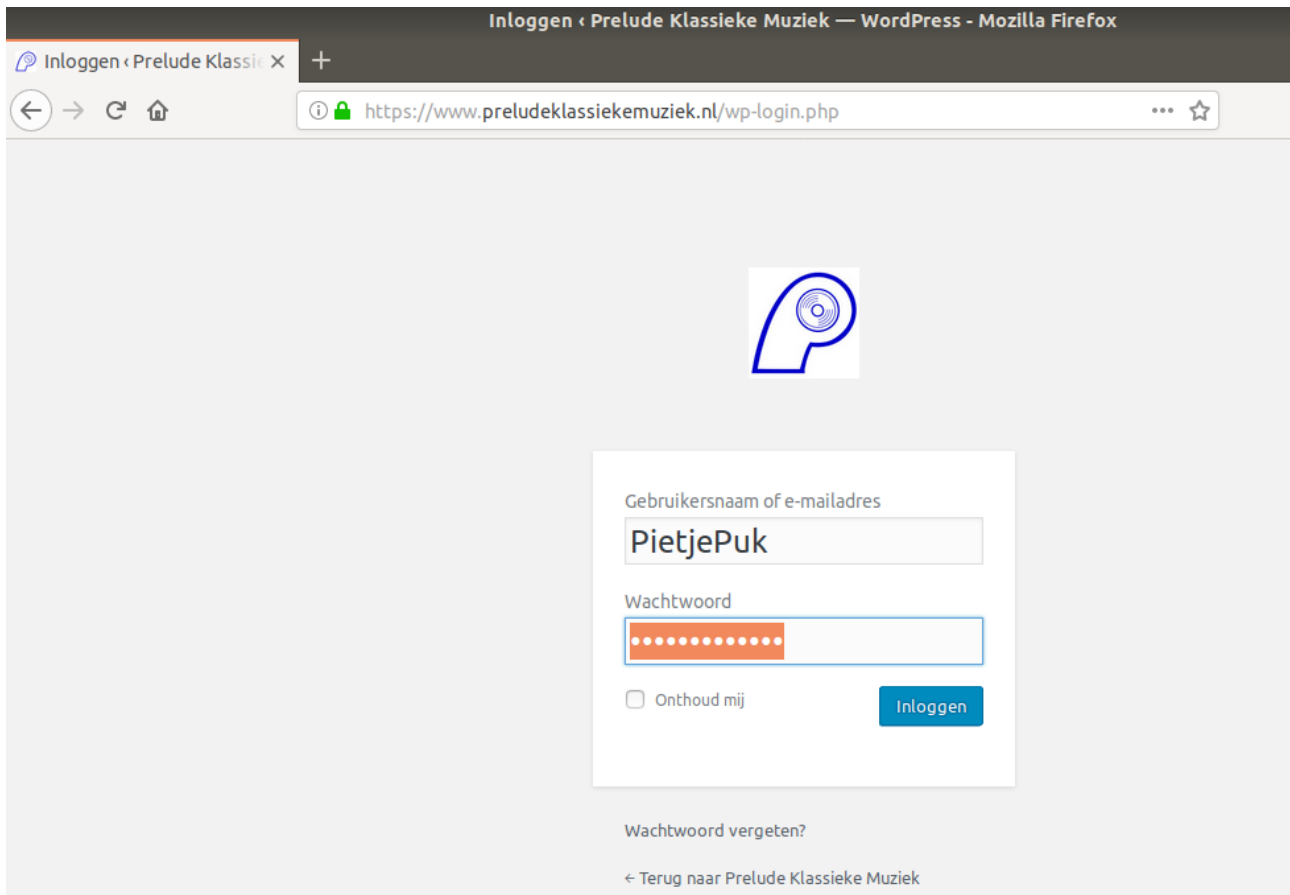 Inloggen ‹ Prelude Klassieke Muziek — WordPress - Mozilla Firefox
Inloggen ‹ Prelude Klassie
https://www.preludeklassiekemuziek.nl/wp-login.php
Gebruikersnaam of e-mailadres
PietjePuk
Wachtwoord
•••••••••••••
Onthoud mij
Inloggen
Wachtwoord vergeten?
← Terug naar Prelude Klassieke Muziek